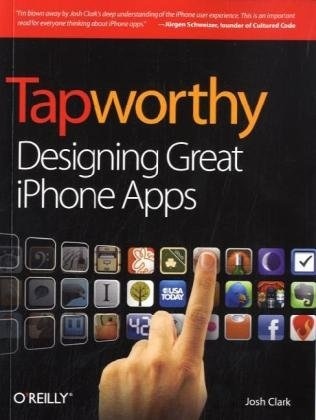 "I'm blown away by Josh Clark's deep understanding of the iPhone user experience. This is an important
read for everyone thinking about iPhone apps." —Jürgen Schweizer, founder of Cultured Code
Tapworthy
Designing Great
iPhone Apps
USA
TODAY
42
f
O'REILLY®
Josh Clark